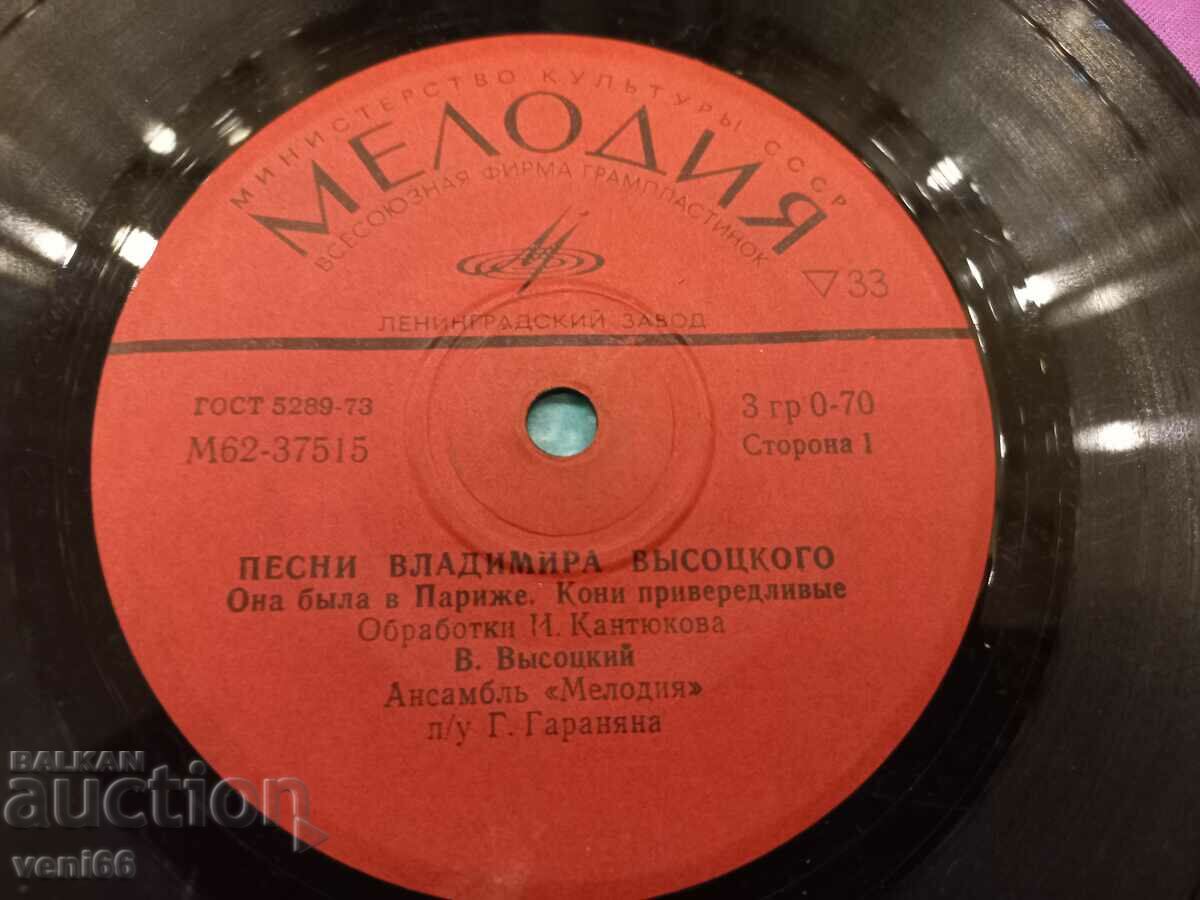 МИНИСТЕРСТВО КУЛЬТУРЫ СССР
МЕЛОДИЯ
ВСЕСОЮЗНАЯ ФИРМА ГРАМПЛАСТИНОК
▽33
ЛЕНИНГРАДСКИЙ ЗАВОД
ГОСТ 5289-73
3 гр 0-70
М62-37515
Сторона 1
ПЕСНИ ВЛАДИМИРА ВЫСОЦКОГО
Она была в Париже. Кони привередливые
Обработки И. Кантюкова
В. Высоцкий
Ансамбль «Мелодия»
п/у Г. Гараняна
BALKAN
auction
veni66